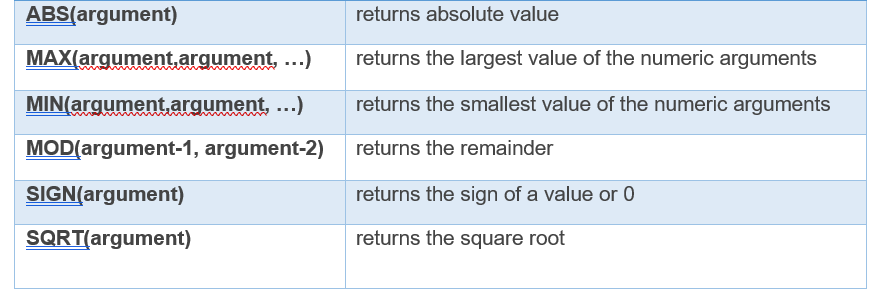 ABS(argument) returns absolute value
MAX(argument,argument, ...) returns the largest value of the numeric arguments
MIN(argument,argument, ...) returns the smallest value of the numeric arguments
MOD(argument-1, argument-2) returns the remainder
SIGN(argument) returns the sign of a value or 0
SQRT(argument) returns the square root